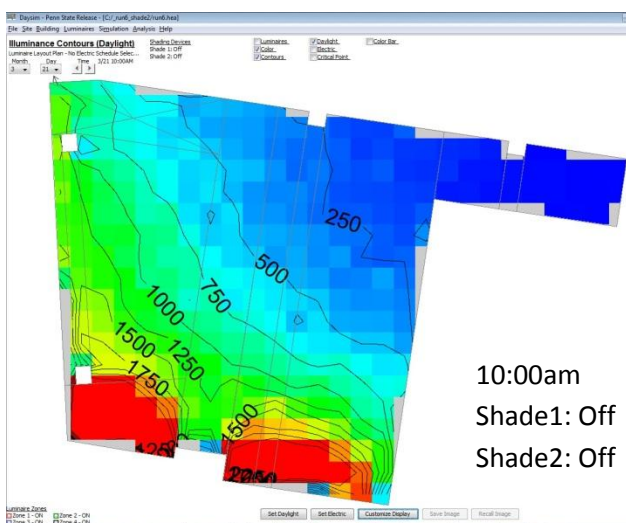 Daysim - Penn State Release - [C:/_run6_shade2/run6.hea]
File Site Building Luminaires Simulation Analysis Help
Illuminance Contours (Daylight)
Luminaire Layout Plan - No Electric Schedule Selec...
Month Day Time 3/21 10:00AM
3 21
Shading Devices
Shade 1: Off
Shade 2: Off
Luminaires Daylight Color Bar
Color Electric
Contours Critical Point
250
500
750
1000
1250
1500
1750
1500
10:00am
Shade1: Off
Shade2: Off
Luminaire Zones
Zone 1 - ON Zone 2 - ON
Set Daylight Set Electric Customize Display Save Image Recall Image